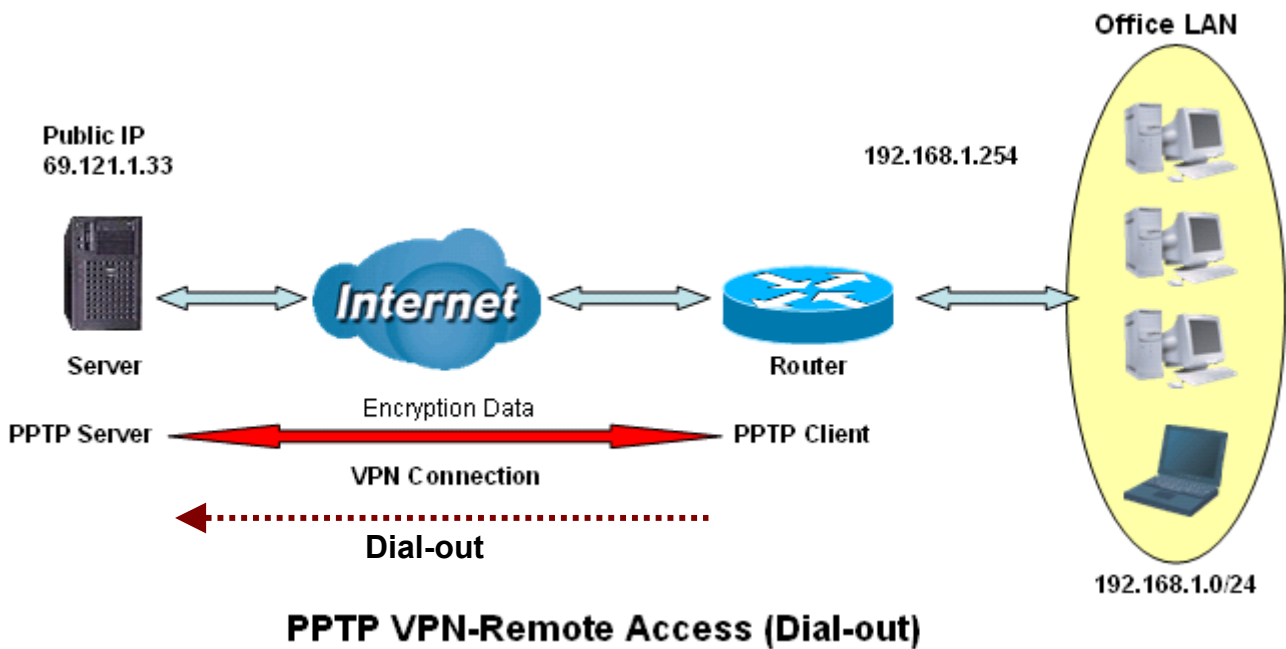 Office LAN
Public IP
69.121.1.33
192.168.1.254
Internet
Server
Router
Encryption Data
PPTP Server
PPTP Client
VPN Connection
Dial-out
192.168.1.0/24
PPTP VPN-Remote Access (Dial-out)